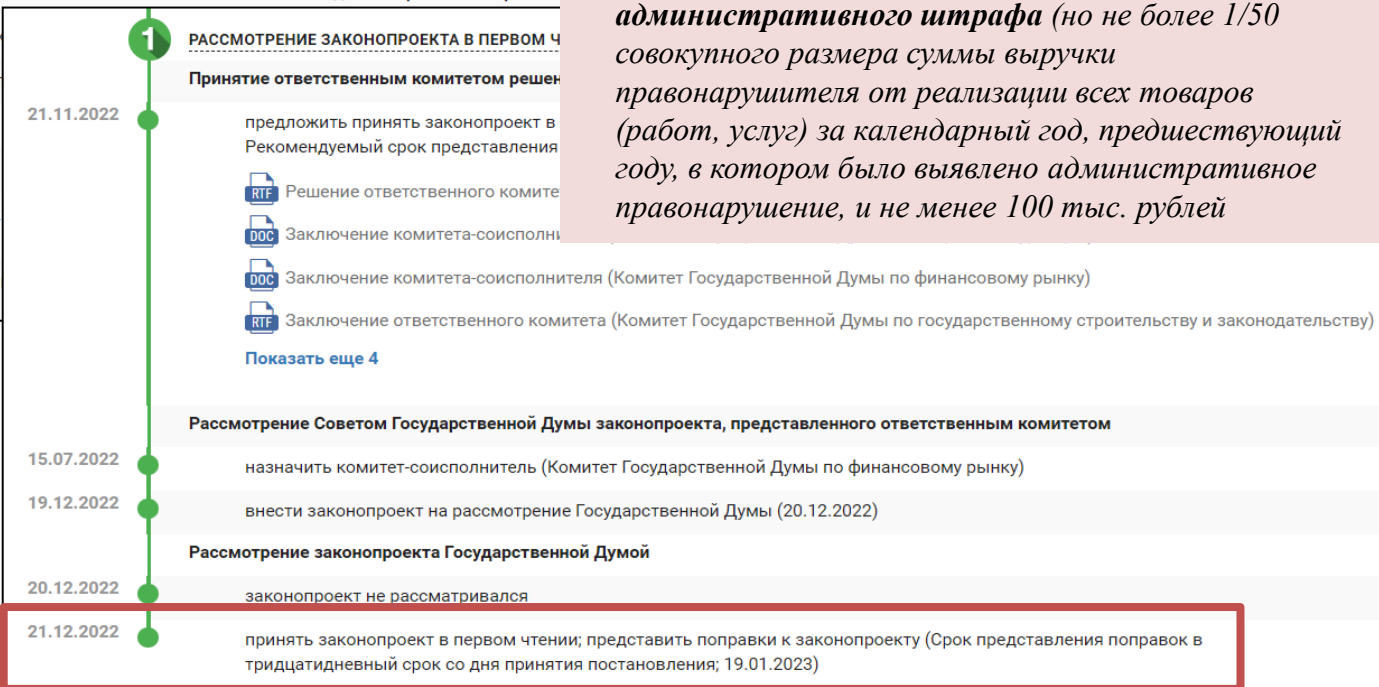 РАССМОТРЕНИЕ ЗАКОНОПРОЕКТА В ПЕРВОМ
Принятие ответственным комитетом
21.11.2022
предложить принять законопроект в
Рекомендуемый срок представления
RTF Решение ответственного
DOC Заключение
DOC Заключение комитета-соисполнителя (Комитет Государственной Думы по финансовому рынку)
RTF Заключение ответственного комитета (Комитет Государственной Думы по государственному строительству и законодательству)
Показать еще 4
административного штрафа (но не более 1/50
совокупного размера суммы выручки
правонарушителя от реализации всех товаров
(работ, услуг) за календарный год, предшествующий
году, в котором было выявлено административное
правонарушение, и не менее 100 тыс. рублей
Рассмотрение Советом Государственной Думы законопроекта, представленного ответственным комитетом
15.07.2022
назначить комитет-соисполнитель (Комитет Государственной Думы по финансовому рынку)
19.12.2022
внести законопроект на рассмотрение Государственной Думы (20.12.2022)
Рассмотрение законопроекта Государственной Думой
20.12.2022
законопроект не рассматривался
21.12.2022
принять законопроект в первом чтении; представить поправки к законопроекту (Срок представления поправок в
тридцатидневный срок со дня принятия постановления; 19.01.2023)
1